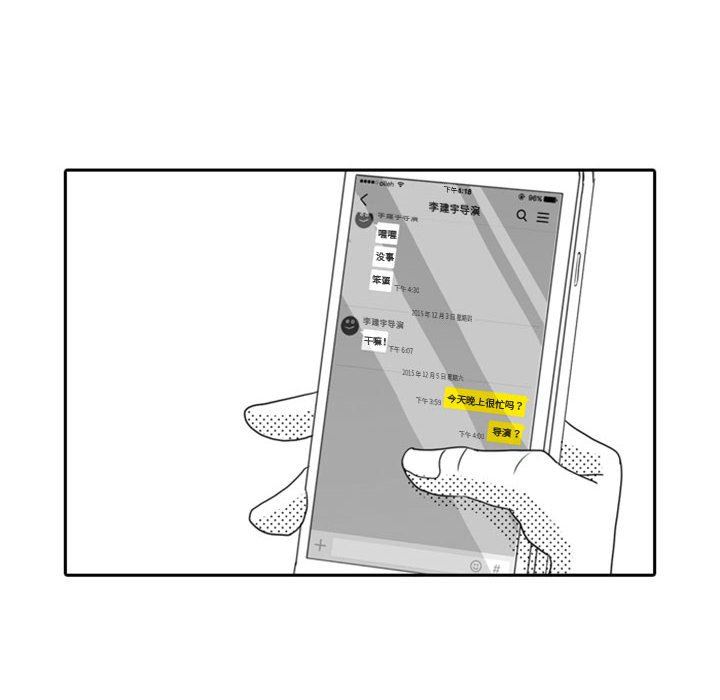 olleh 下午4:18 96%
李建宇导演
李建宇导演
喔喔
没事
笨蛋 下午 4:30
2015 年 12 月 3 日 星期四
李建宇导演
干嘛! 下午 6:07
2015 年 12 月 5 日 星期六
下午 3:59 今天晚上很忙吗？
下午 4:00 导演？
+ #